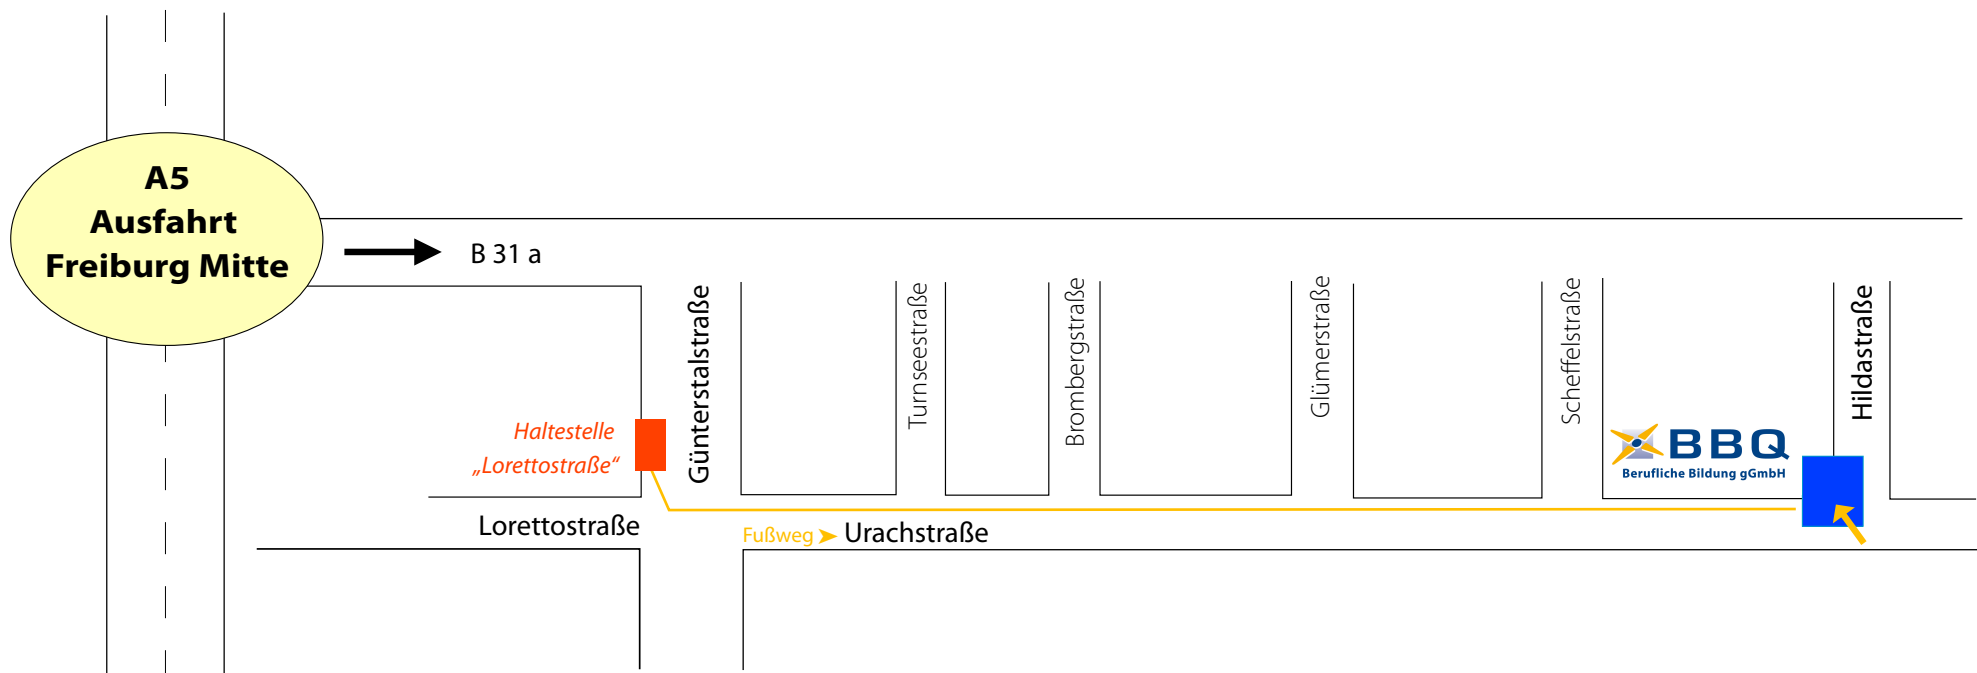 A5
Ausfahrt
Freiburg Mitte
B 31 a
Günterstalstraße
Turnseestraße
Brombergstraße
Glümerstraße
Scheffelstraße
Hildastraße
Haltestelle
„Lorettostraße“
BBQ
Berufliche Bildung gGmbH
Lorettostraße
Fußweg Urachstraße